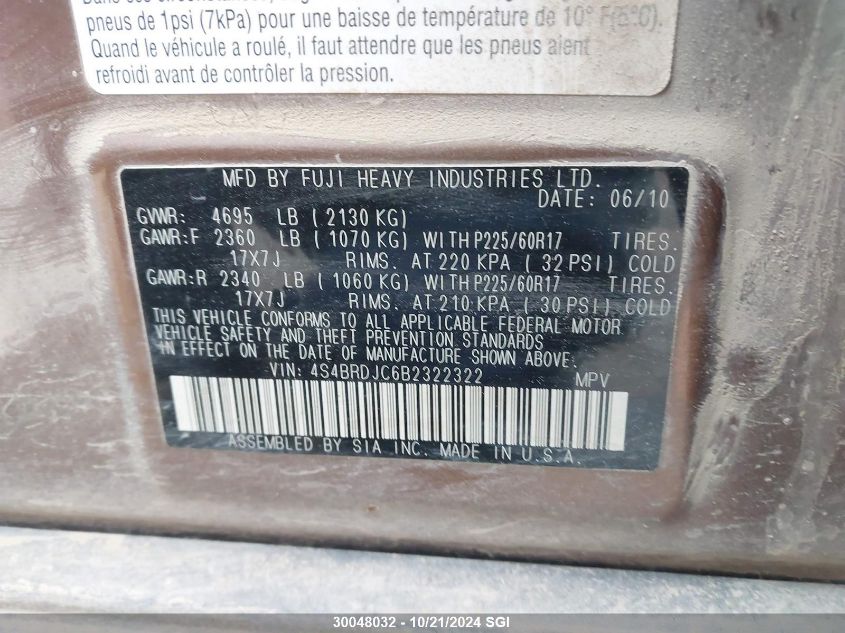 pneus de 1psi (7kPa) pour une baisse de température de 10° F(5°C).
Quand le véhicule a roulé, il faut attendre que les pneus aient
refroidi avant de contrôler la pression.
MFD BY FUJI HEAVY INDUSTRIES LTD.
DATE: 06/10
GVWR: 4695 LB ( 2130 KG)
GAWR:F 2360 LB ( 1070 KG) WITH P225/60R17 TIRES.
17X7J RIMS. AT 220 KPA ( 32 PSI) COLD
GAWR:R 2340 LB ( 1060 KG) WITH P225/60R17 TIRES.
17X7J RIMS. AT 210 KPA ( 30 PSI) COLD
THIS VEHICLE CONFORMS TO ALL APPLICABLE FEDERAL MOTOR
VEHICLE SAFETY AND THEFT PREVENTION STANDARDS
IN EFFECT ON THE DATE OF MANUFACTURE SHOWN ABOVE.
VIN: 4S4BRDJC6B2322322 MPV
ASSEMBLED BY SIA INC. MADE IN U.S.A.
30048032 - 10/21/2024 SGI